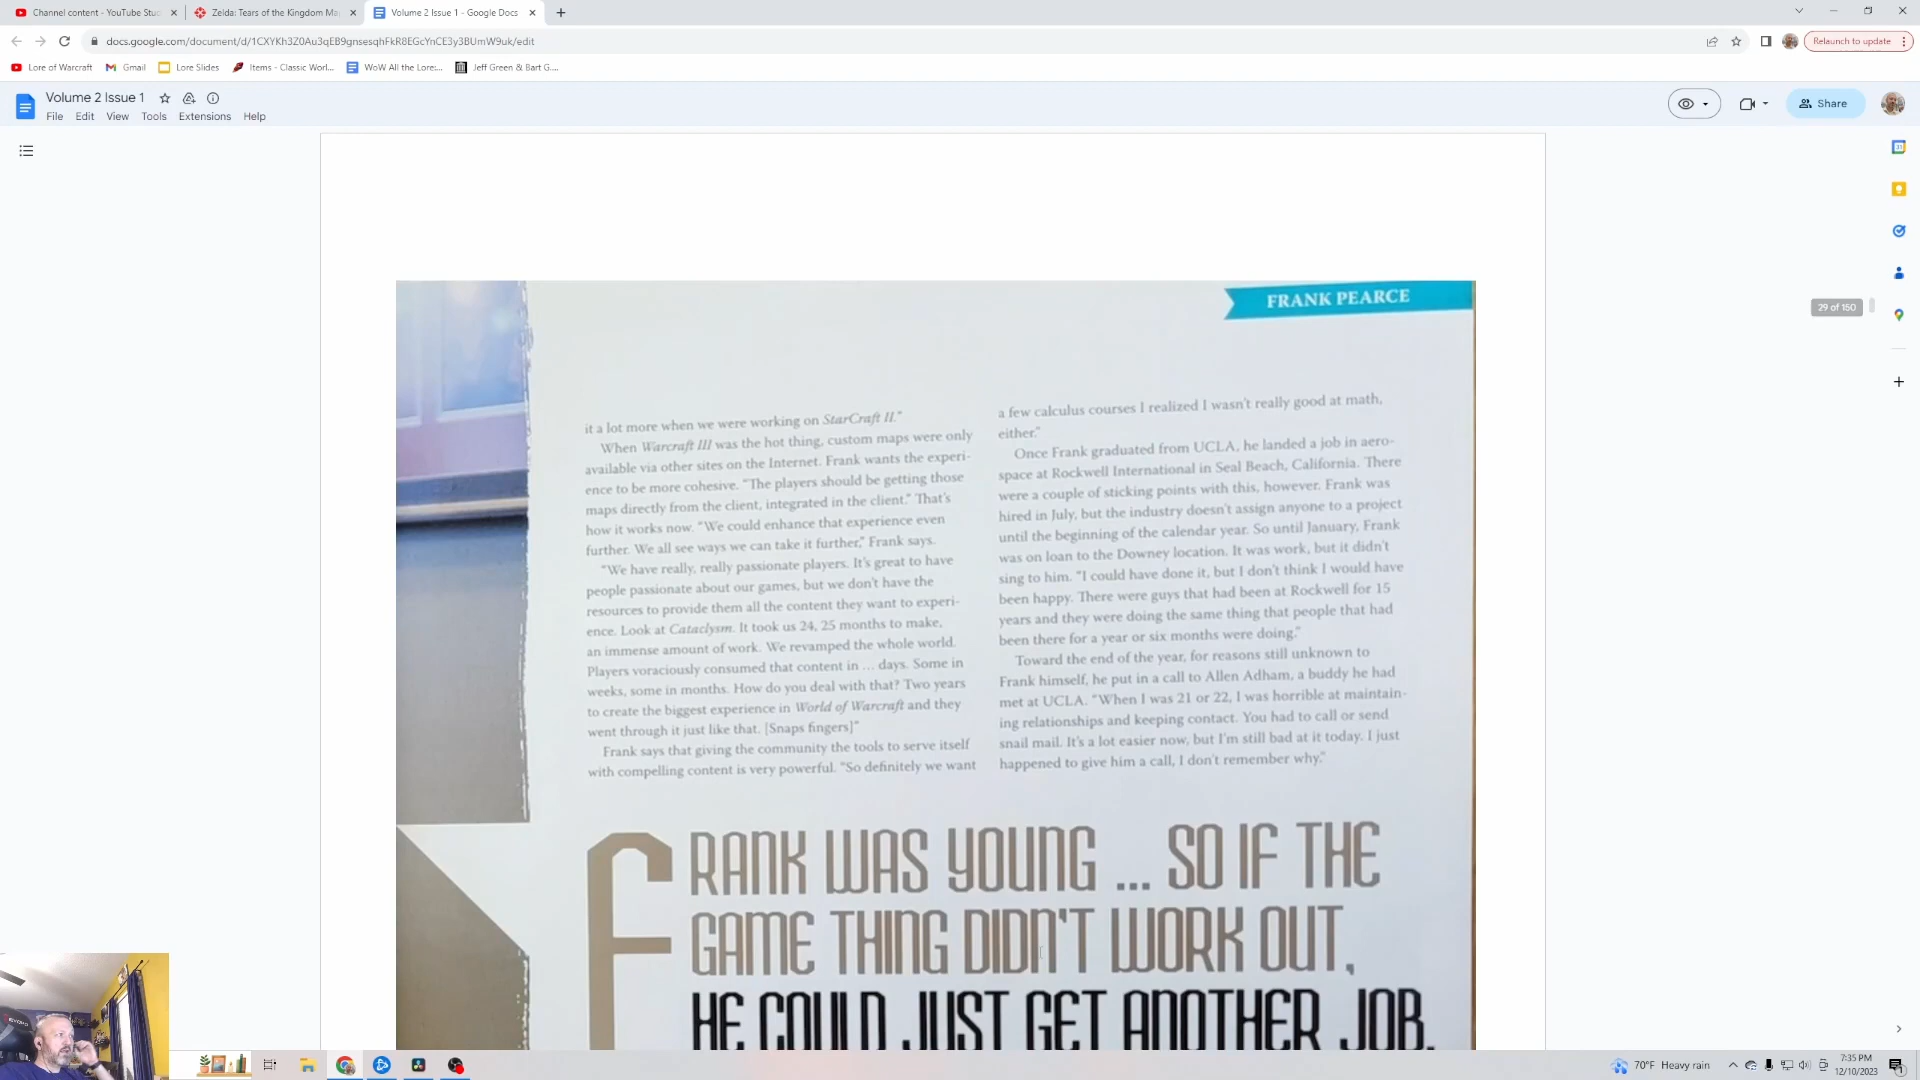 Channel content - YouTube Stud
Zelda: Tears of the Kingdom Ma
Volume 2 Issue 1 - Google Docs
docs.google.com/document/d/1CXYKh3Z0Au3qEB9gnsesqhFkR8EGcYnCE3y3BUmW9uk/edit
Relaunch to update
Lore of Warcraft
Gmail
Lore Slides
Items - Classic Worl...
WoW All the Lore:...
Jeff Green & Bart G....
Volume 2 Issue 1
File Edit View Tools Extensions Help
Share
29 of 150
FRANK PEARCE
it a lot more when we were working on StarCraft II."
When Warcraft III was the hot thing, custom maps were only
available via other sites on the Internet. Frank wants the experi-
ence to be more cohesive. "The players should be getting those
maps directly from the client, integrated in the client." That's
how it works now. "We could enhance that experience even
further. We all see ways we can take it further," Frank says.
"We have really, really passionate players. It's great to have
people passionate about our games, but we don't have the
resources to provide them all the content they want to experi-
ence. Look at Cataclysm. It took us 24, 25 months to make,
an immense amount of work. We revamped the whole world.
Players voraciously consumed that content in ... days. Some in
weeks, some in months. How do you deal with that? Two years
to create the biggest experience in World of Warcraft and they
went through it just like that. [Snaps fingers]"
Frank says that giving the community the tools to serve itself
with compelling content is very powerful. "So definitely we want
a few calculus courses I realized I wasn't really good at math,
either."
Once Frank graduated from UCLA, he landed a job in aero-
space at Rockwell International in Seal Beach, California. There
were a couple of sticking points with this, however. Frank was
hired in July, but the industry doesn't assign anyone to a project
until the beginning of the calendar year. So until January, Frank
was on loan to the Downey location. It was work, but it didn't
sing to him. "I could have done it, but I don't think I would have
been happy. There were guys that had been at Rockwell for 15
years and they were doing the same thing that people that had
been there for a year or six months were doing."
Toward the end of the year, for reasons still unknown to
Frank himself, he put in a call to Allen Adham, a buddy he had
met at UCLA. "When I was 21 or 22, I was horrible at maintain-
ing relationships and keeping contact. You had to call or send
snail mail. It's a lot easier now, but I'm still bad at it today. I just
happened to give him a call, I don't remember why."
FRANK WAS YOUNG ... SO IF THE
GAME THING DIDN'T WORK OUT,
HE COULD JUST GET ANOTHER JOB.
70°F Heavy rain
7:35 PM
12/10/2023